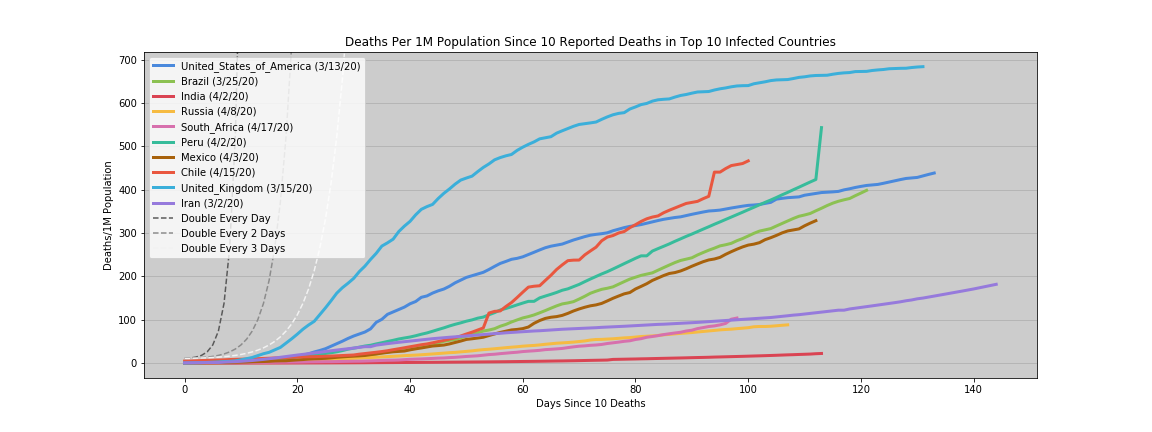 Deaths Per 1M Population Since 10 Reported Deaths in Top 10 Infected Countries
700
600
500
400
300
200
100
0
Deaths/1M Population
United_States_of_America (3/13/20)
Brazil (3/25/20)
India (4/2/20)
Russia (4/8/20)
South_Africa (4/17/20)
Peru (4/2/20)
Mexico (4/3/20)
Chile (4/15/20)
United_Kingdom (3/15/20)
Iran (3/2/20)
Double Every Day
Double Every 2 Days
Double Every 3 Days
0 20 40 60 80 100 120 140
Days Since 10 Deaths